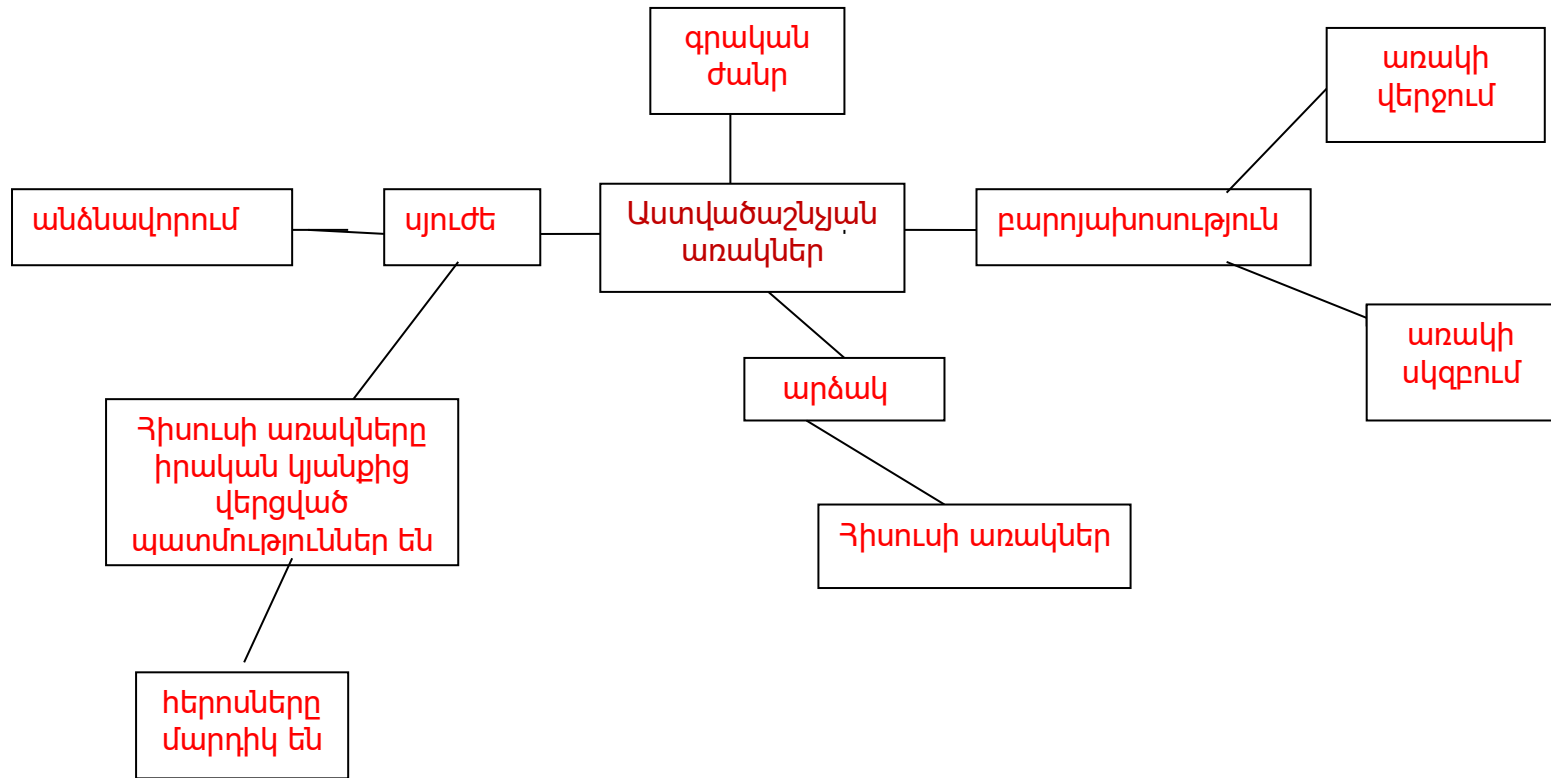 գրական
ժանր
առակի
վերջում
անձնավորում
սյուժե
Աստվածաշնչյան
առակներ
բարոյախոսություն
առակի
սկզբում
արձակ
Հիսուսի առակները
իրական կյանքից
վերցված
պատմություններ են
Հիսուսի առակներ
հերոսները
մարդիկ են